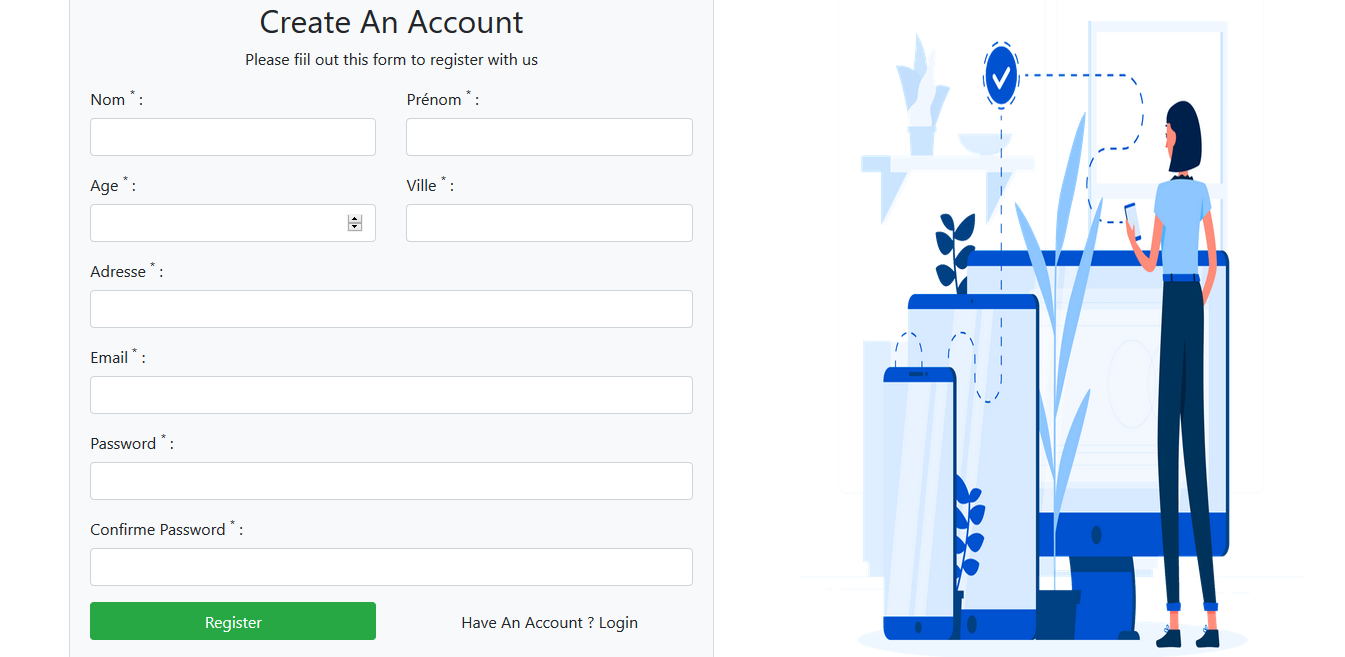 Create An Account
Please fiil out this form to register with us
Nom * :
Prénom * :
Age * :
Ville * :
Adresse * :
Email * :
Password * :
Confirme Password * :
Register
Have An Account ? Login